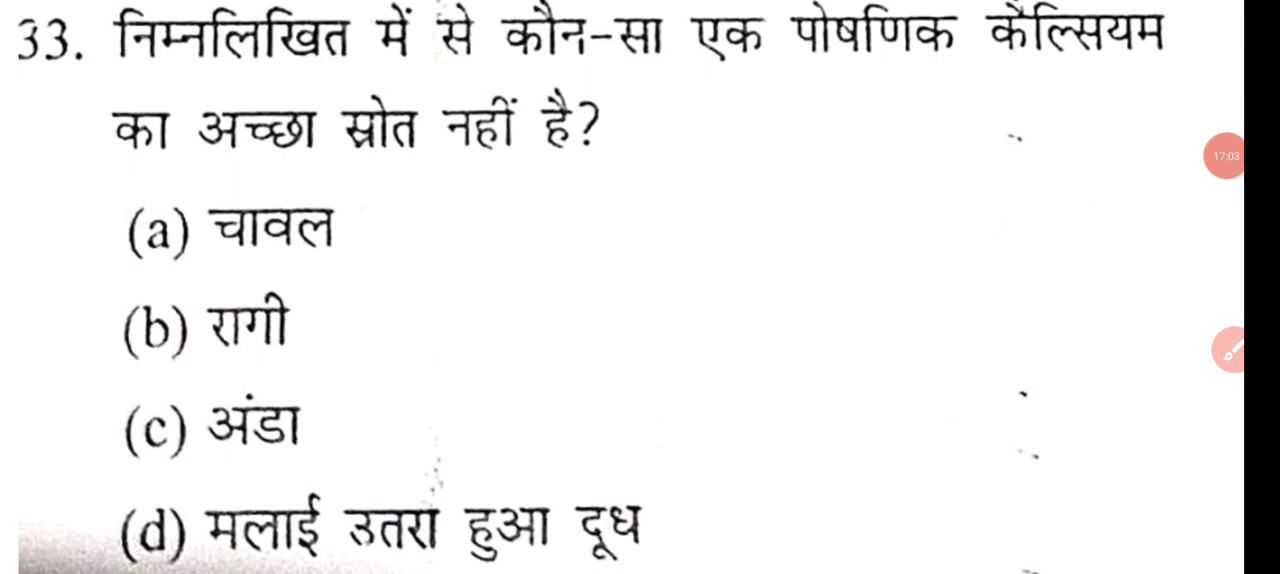 33. निम्नलिखित में से कौन-सा एक पोषणिक कैल्सियम
का अच्छा स्रोत नहीं है?
(a) चावल
(b) रागी
(c) अंडा
(d) मलाई उतरा हुआ दूध
17:03